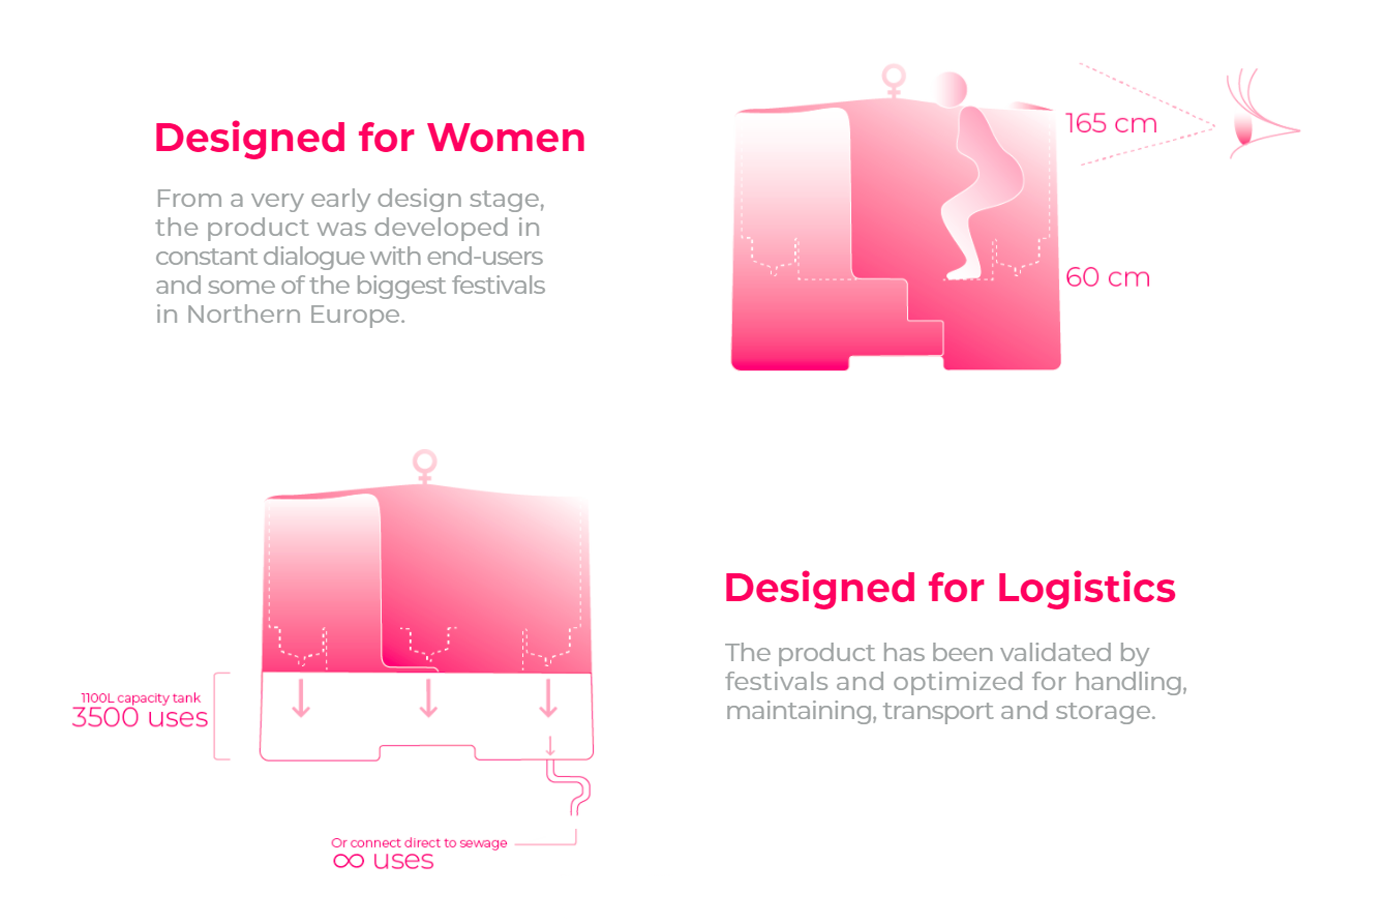 Designed for Women
From a very early design stage,
the product was developed in
constant dialogue with end-users
and some of the biggest festivals
in Northern Europe.
165 cm
60 cm
1100L capacity tank
3500 uses
Or connect direct to sewage
∞ uses
Designed for Logistics
The product has been validated by
festivals and optimized for handling,
maintaining, transport and storage.